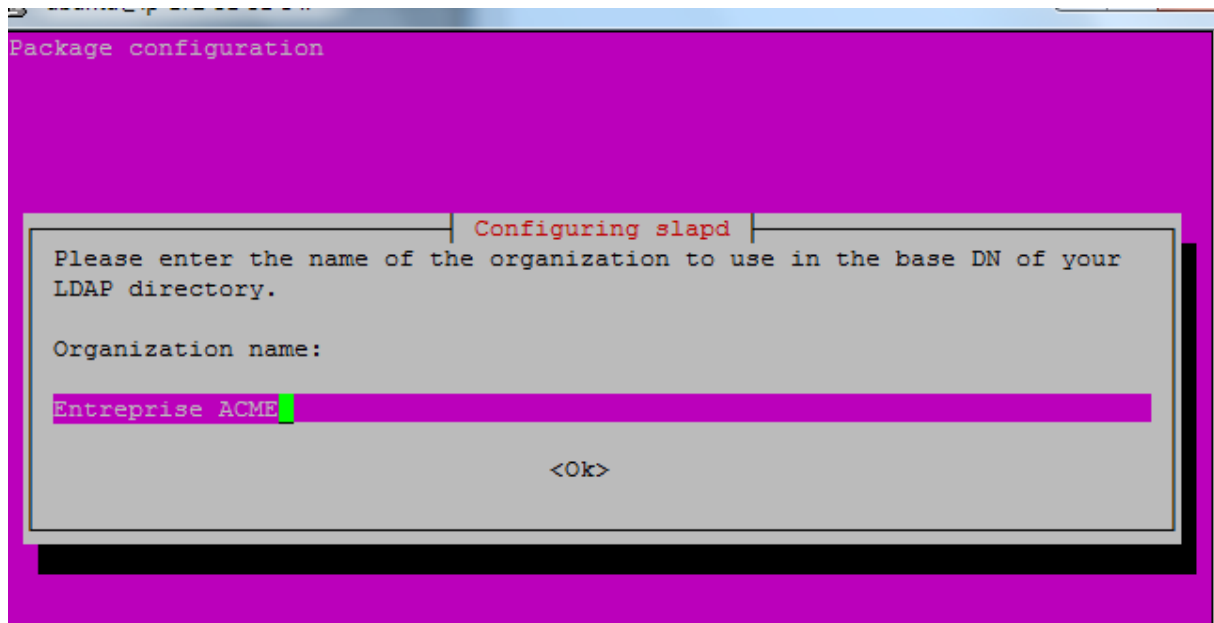 Package configuration
Configuring slapd
Please enter the name of the organization to use in the base DN of your
LDAP directory.
Organization name:
Entreprise ACME
<Ok>